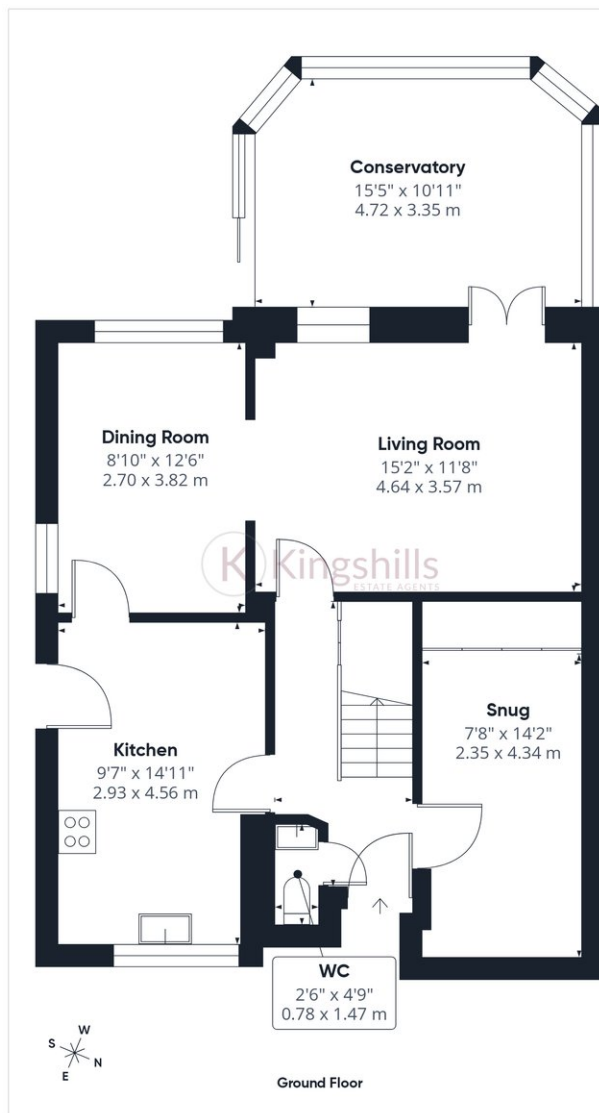 Conservatory
15'5" x 10'11"
4.72 x 3.35 m
Dining Room
8'10" x 12'6"
2.70 x 3.82 m
Living Room
15'2" x 11'8"
4.64 x 3.57 m
K Kingshills
ESTATE AGENTS
Snug
7'8" x 14'2"
2.35 x 4.34 m
Kitchen
9'7" x 14'11"
2.93 x 4.56 m
WC
2'6" x 4'9"
0.78 x 1.47 m
W
S
N
E
Ground Floor